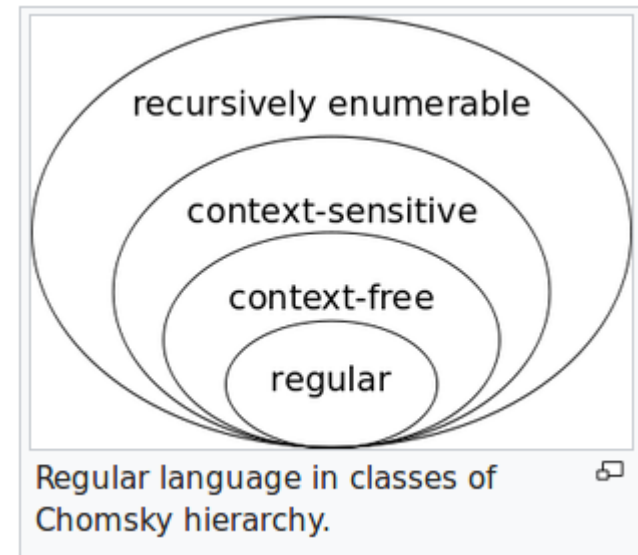 recursively enumerable
context-sensitive
context-free
regular
Regular language in classes of
Chomsky hierarchy.